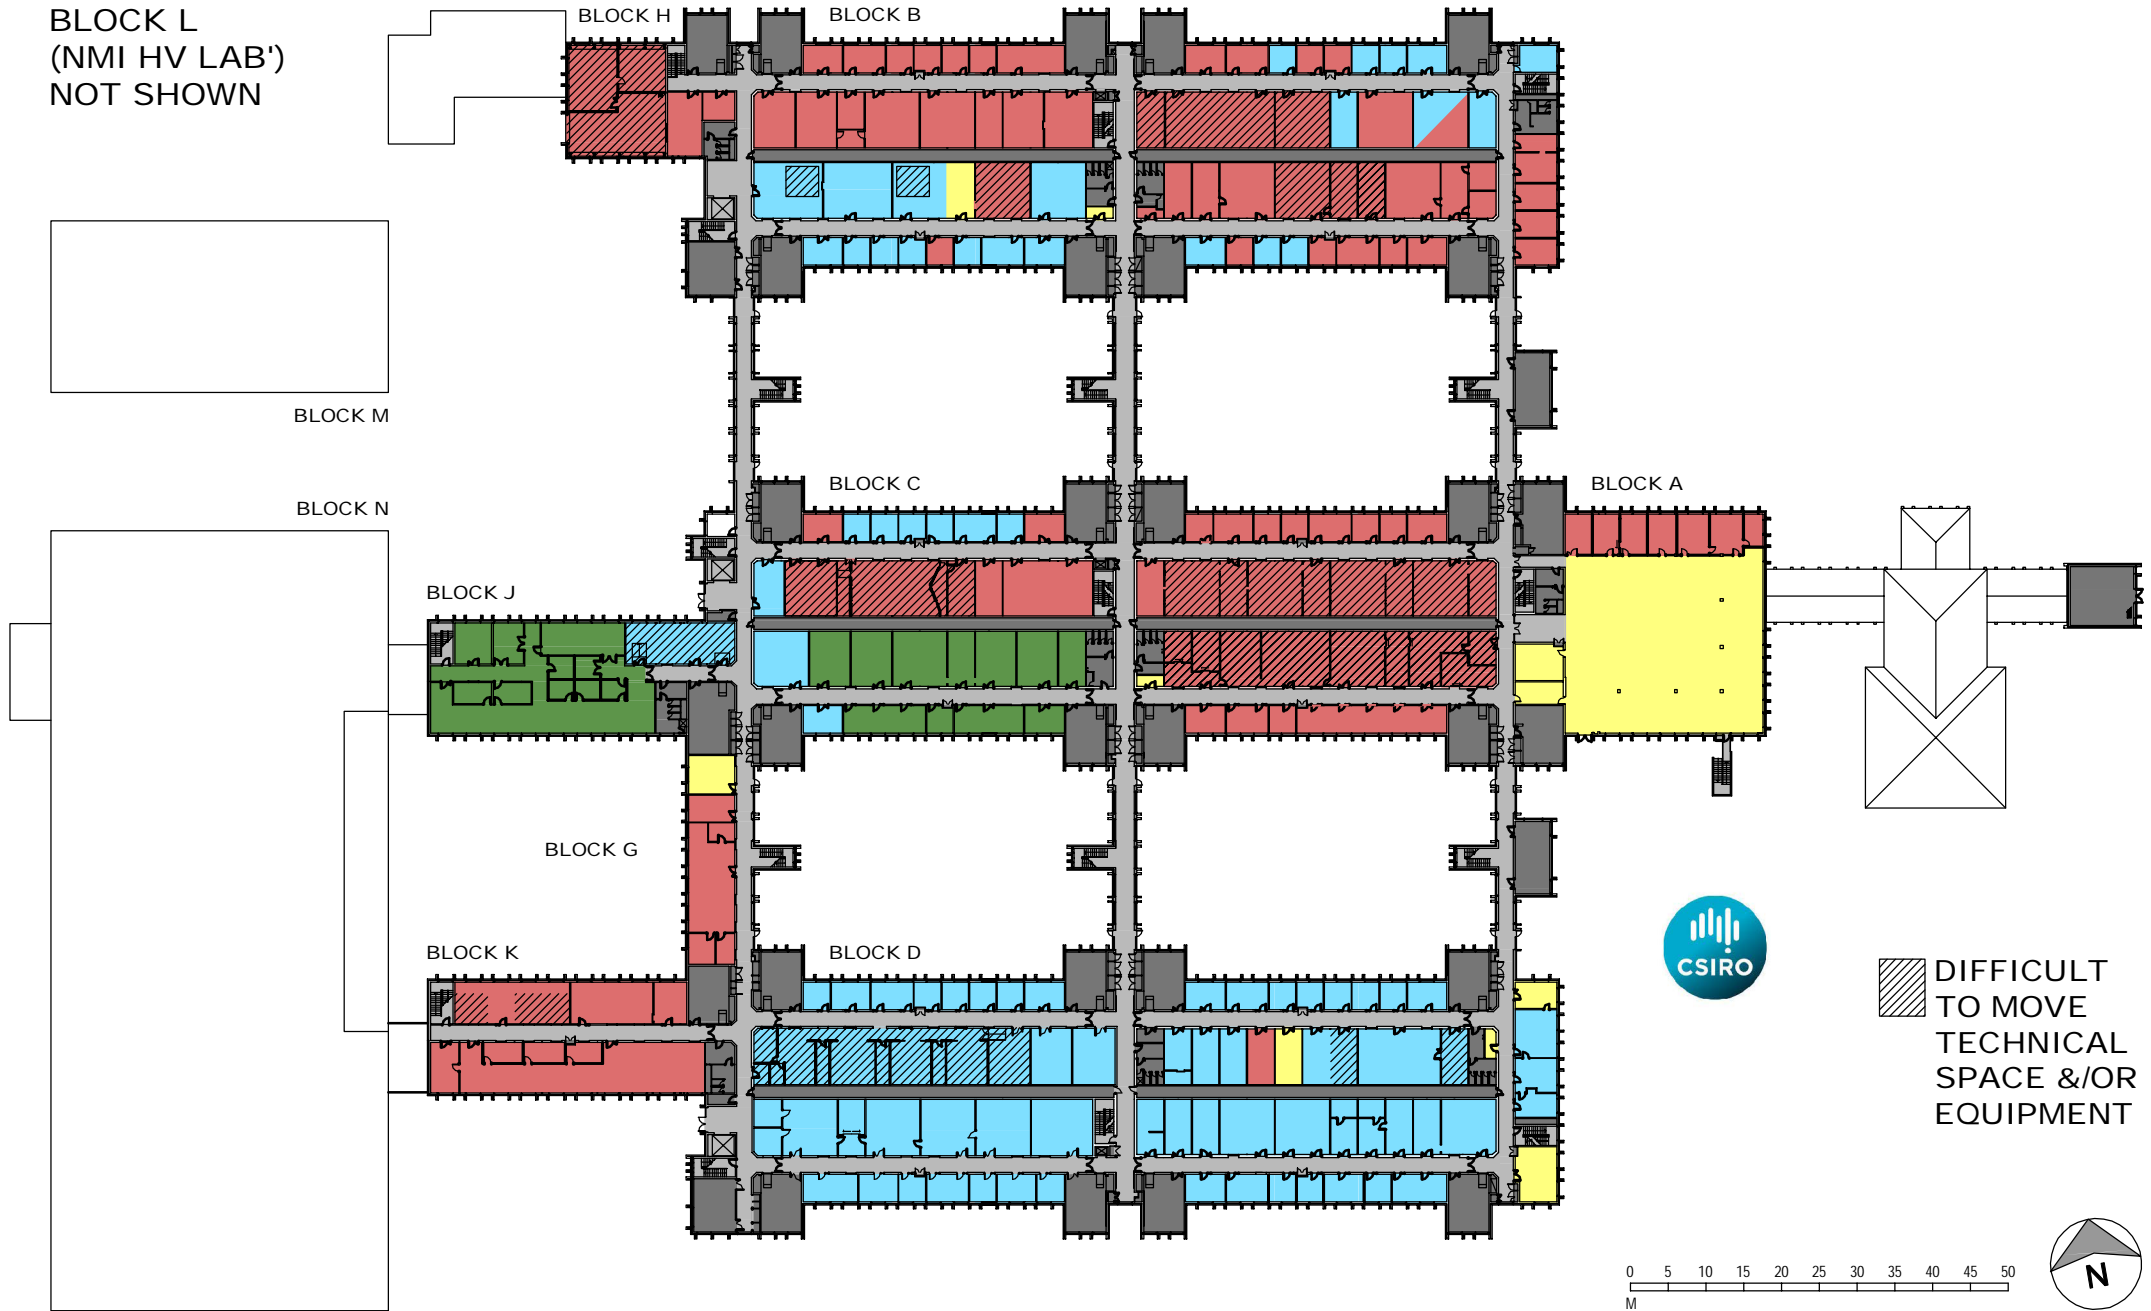 BLOCK L
(NMI HV LAB')
NOT SHOWN
BLOCK H
BLOCK B
BLOCK M
BLOCK N
BLOCK C
BLOCK A
BLOCK J
BLOCK G
BLOCK K
BLOCK D
CSIRO
DIFFICULT
TO MOVE
TECHNICAL
SPACE &/OR
EQUIPMENT
0 5 10 15 20 25 30 35 40 45 50
M
N